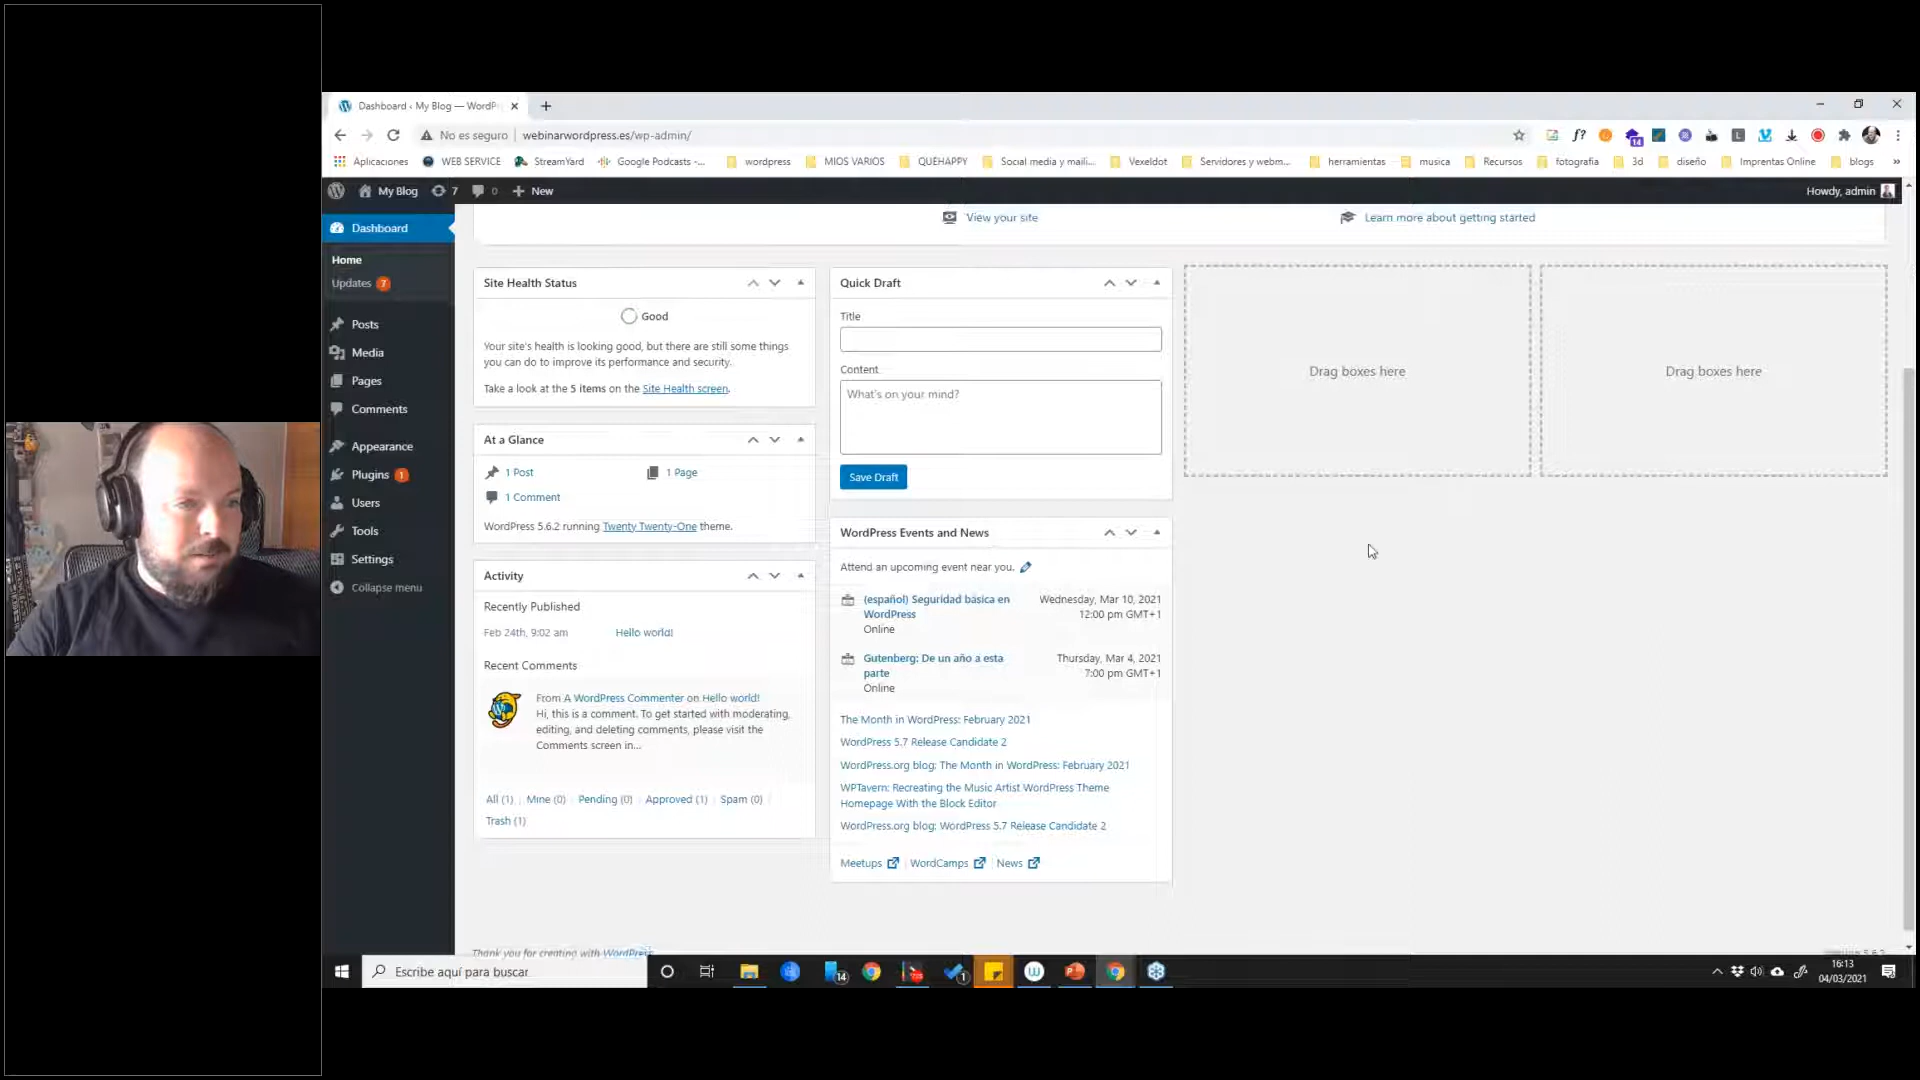 Dashboard ‹ My Blog — WordP
No es seguro
webinarwordpress.es/wp-admin/
f?
14
Aplicaciones
WEB SERVICE
StreamYard
Google Podcasts -...
wordpress
MIOS VARIOS
QUEHAPPY
Social media y maili...
Vexeldot
Servidores y webm...
herramientas
musica
Recursos
fotografia
3d
diseño
Imprentas Online
blogs
»
My Blog
7
0
New
Howdy, admin
Dashboard
View your site
Learn more about getting started
Home
Updates 7
Posts
Media
Pages
Comments
Appearance
Plugins 1
Users
Tools
Settings
Collapse menu
Site Health Status
Good
Your site's health is looking good, but there are still some things
you can do to improve its performance and security.
Take a look at the 5 items on the Site Health screen.
At a Glance
1 Post
1 Page
1 Comment
WordPress 5.6.2 running Twenty Twenty-One theme.
Activity
Recently Published
Feb 24th, 9:02 am
Hello world!
Recent Comments
From A WordPress Commenter on Hello world!
Hi, this is a comment. To get started with moderating,
editing, and deleting comments, please visit the
Comments screen in...
All (1) | Mine (0) | Pending (0) | Approved (1) | Spam (0) |
Trash (1)
Quick Draft
Title
Content
What's on your mind?
Save Draft
WordPress Events and News
Attend an upcoming event near you.
(español) Seguridad básica en
WordPress
Online
Wednesday, Mar 10, 2021
12:00 pm GMT+1
Gutenberg: De un año a esta
parte
Online
Thursday, Mar 4, 2021
7:00 pm GMT+1
The Month in WordPress: February 2021
WordPress 5.7 Release Candidate 2
WordPress.org blog: The Month in WordPress: February 2021
WPTavern: Recreating the Music Artist WordPress Theme
Homepage With the Block Editor
WordPress.org blog: WordPress 5.7 Release Candidate 2
Meetups | WordCamps | News
Drag boxes here
Drag boxes here
Thank you for creating with WordPress
Escribe aquí para buscar
14
1
16:13
04/03/2021